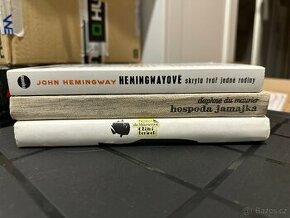 JOHN HEMINGWAY HEMINGWAYOVÉ skrytá tvář jedné rodiny
daphne du maurier
hospoda jamajka
Bazos.cz